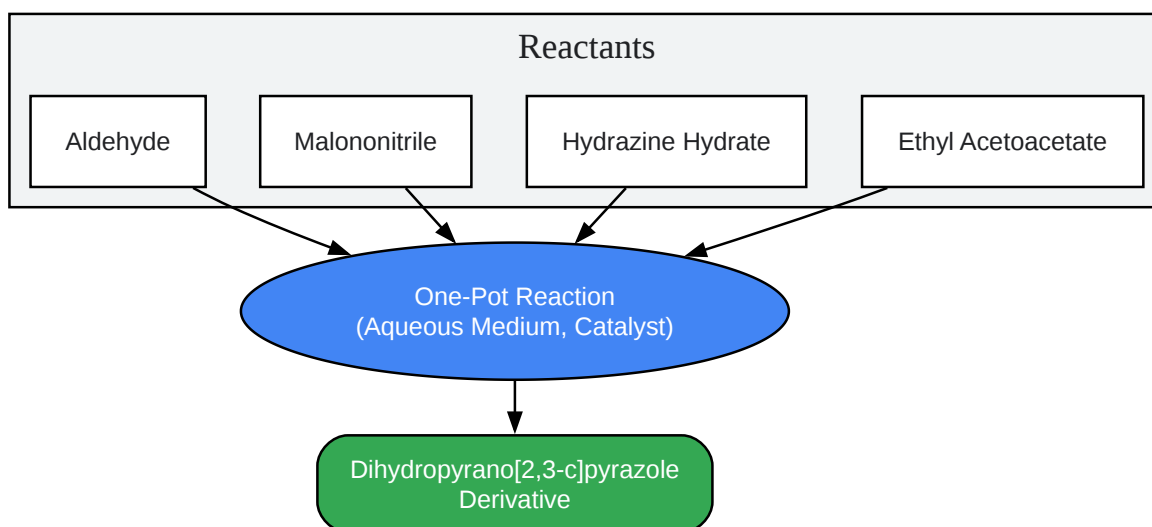 Reactants
Aldehyde
Malononitrile
Hydrazine Hydrate
Ethyl Acetoacetate
One-Pot Reaction
(Aqueous Medium, Catalyst)
Dihydropyrano[2,3-c]pyrazole
Derivative